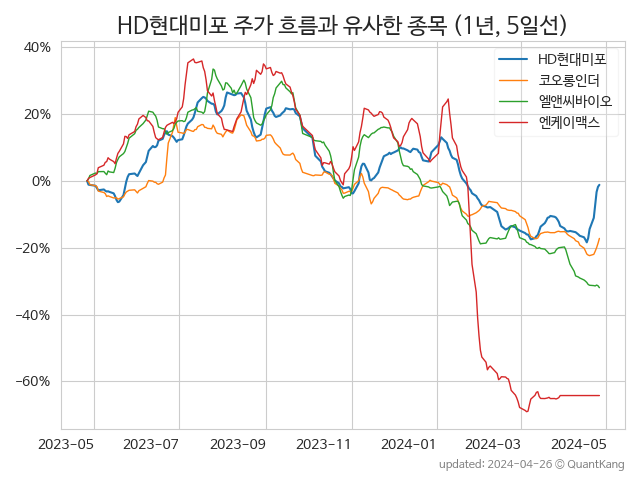 HD현대미포 주가 흐름과 유사한 종목 (1년, 5일선)
HD현대미포
코오롱인더
엘앤씨바이오
엔케이맥스
40%
20%
0%
−20%
−40%
−60%
2023-05
2023-07
2023-09
2023-11
2024-01
2024-03
2024-05
updated: 2024-04-26 © QuantKang